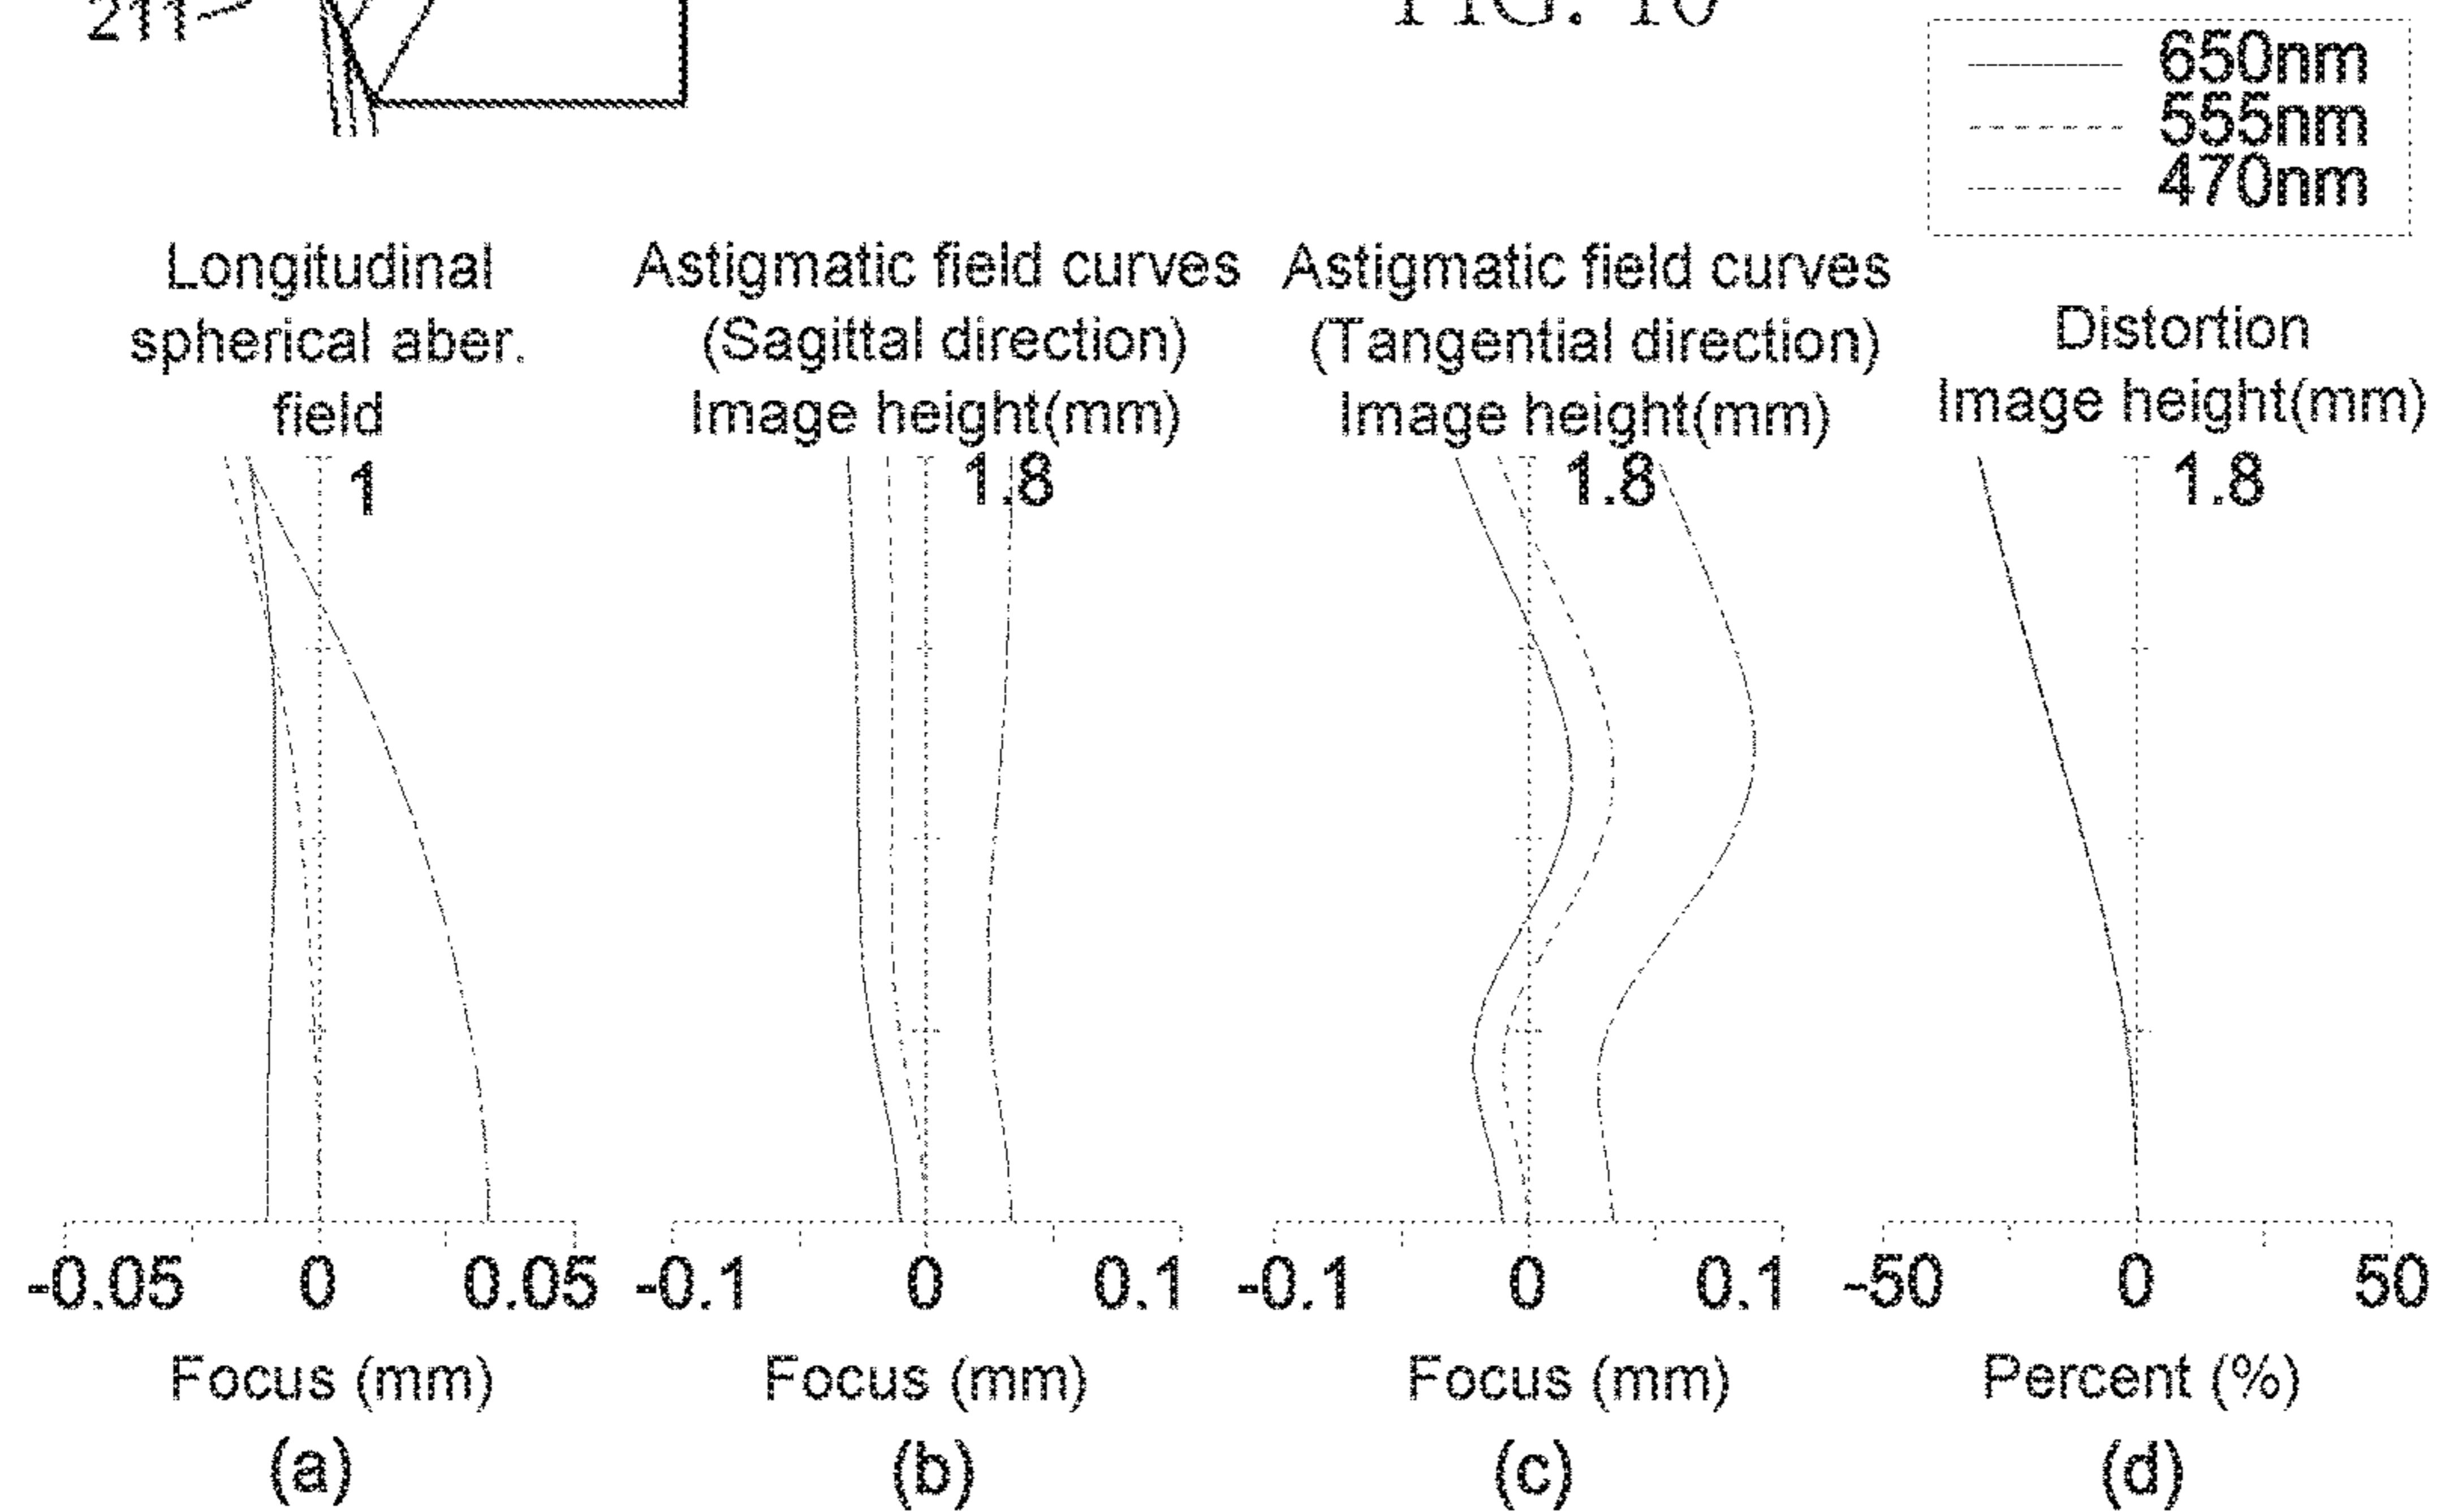 211
FIG. 10
650nm
555nm
470nm
Longitudinal
spherical aber.
field
1
-0.05 0 0.05
Focus (mm)
(a)
Astigmatic field curves
(Sagittal direction)
Image height(mm)
1.8
-0.1 0 0.1
Focus (mm)
(b)
Astigmatic field curves
(Tangential direction)
Image height(mm)
1.8
-0.1 0 0.1
Focus (mm)
(c)
Distortion
Image height(mm)
1.8
-50 0 50
Percent (%)
(d)